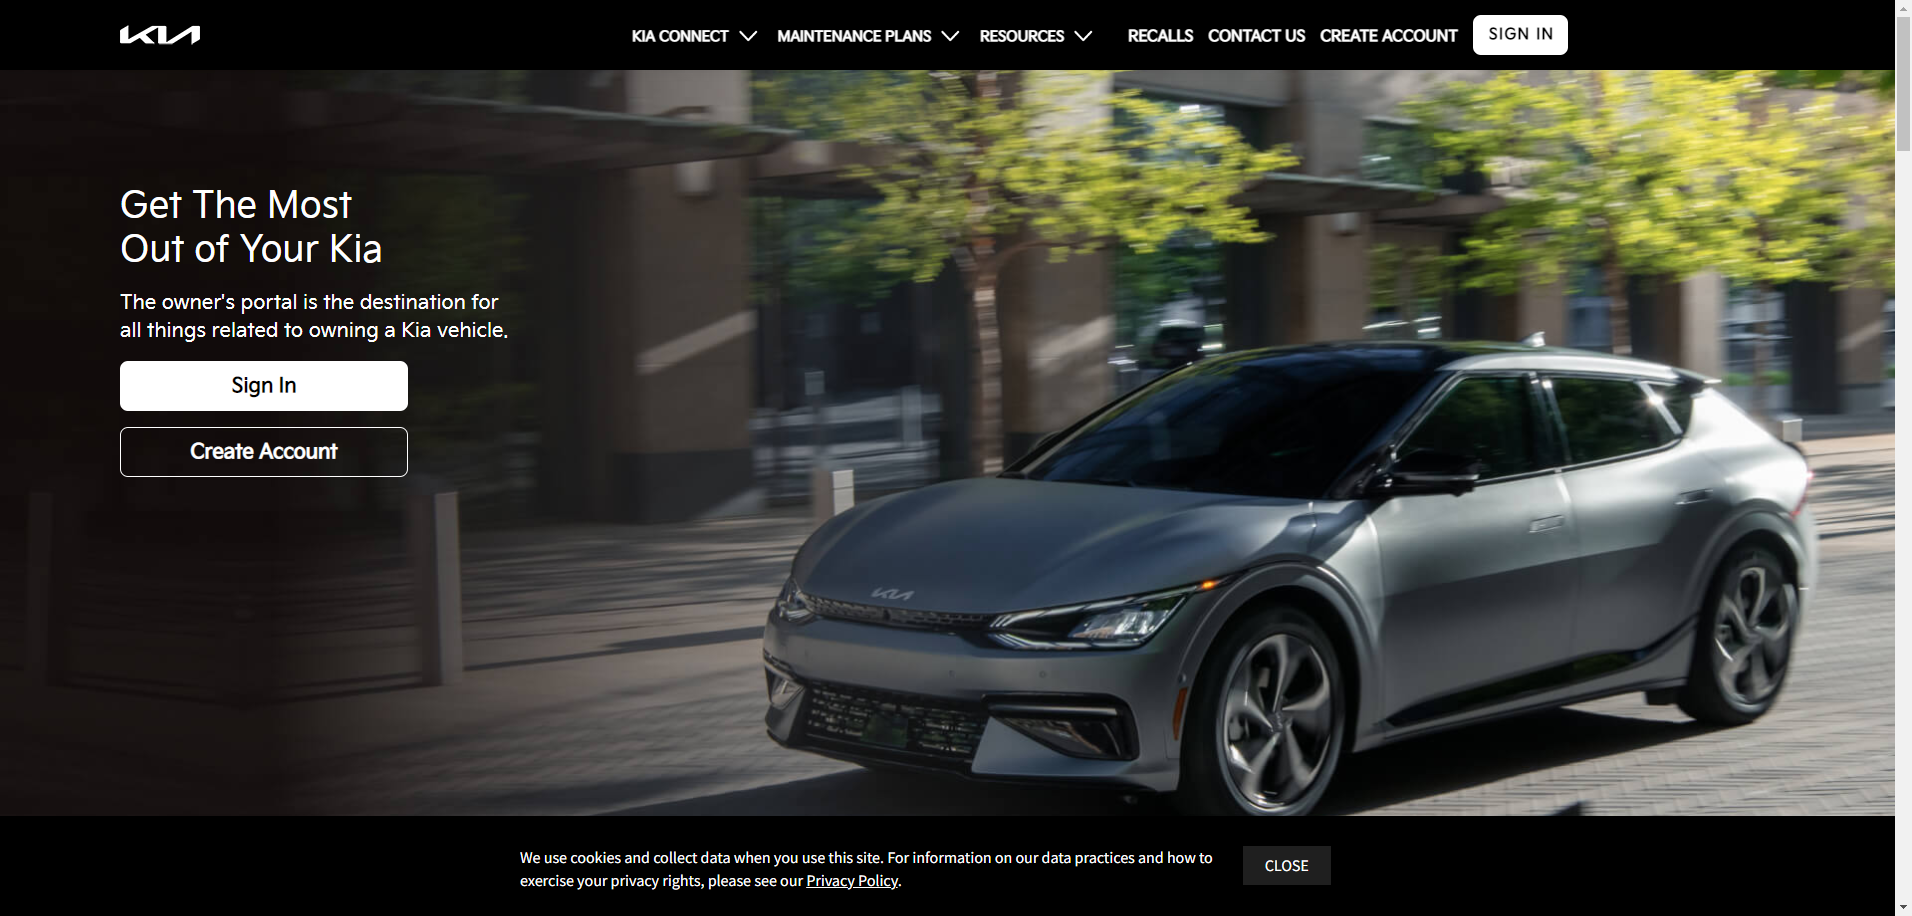 KIA
KIA CONNECT
MAINTENANCE PLANS
RESOURCES
RECALLS
CONTACT US
CREATE ACCOUNT
SIGN IN
Get The Most
Out of Your Kia
The owner's portal is the destination for
all things related to owning a Kia vehicle.
Sign In
Create Account
KIA
We use cookies and collect data when you use this site. For information on our data practices and how to
exercise your privacy rights, please see our Privacy Policy.
CLOSE